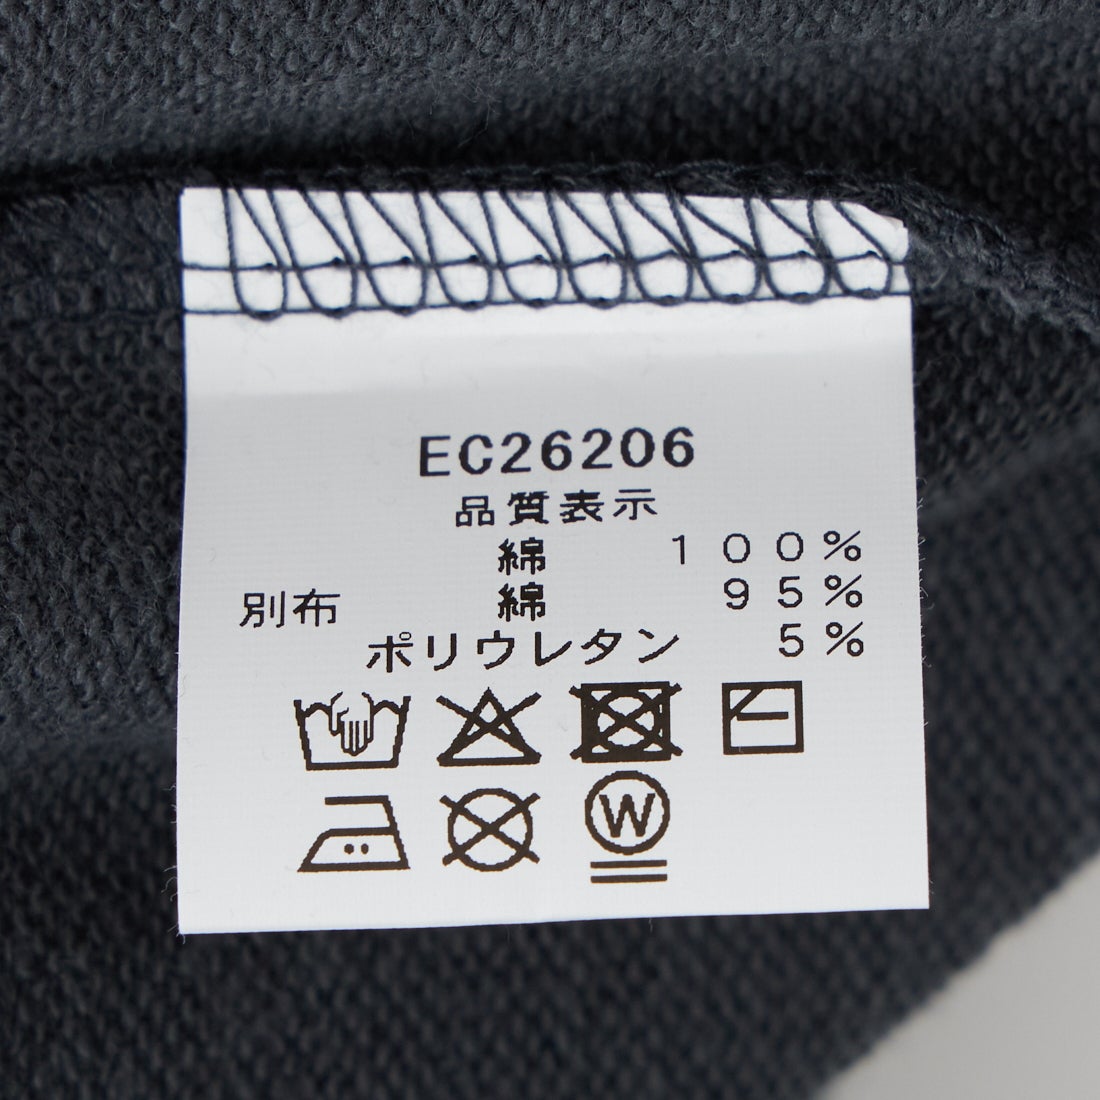 EC26206
品質表示
綿 100%
別布 綿 95%
ポリウレタン 5%
W